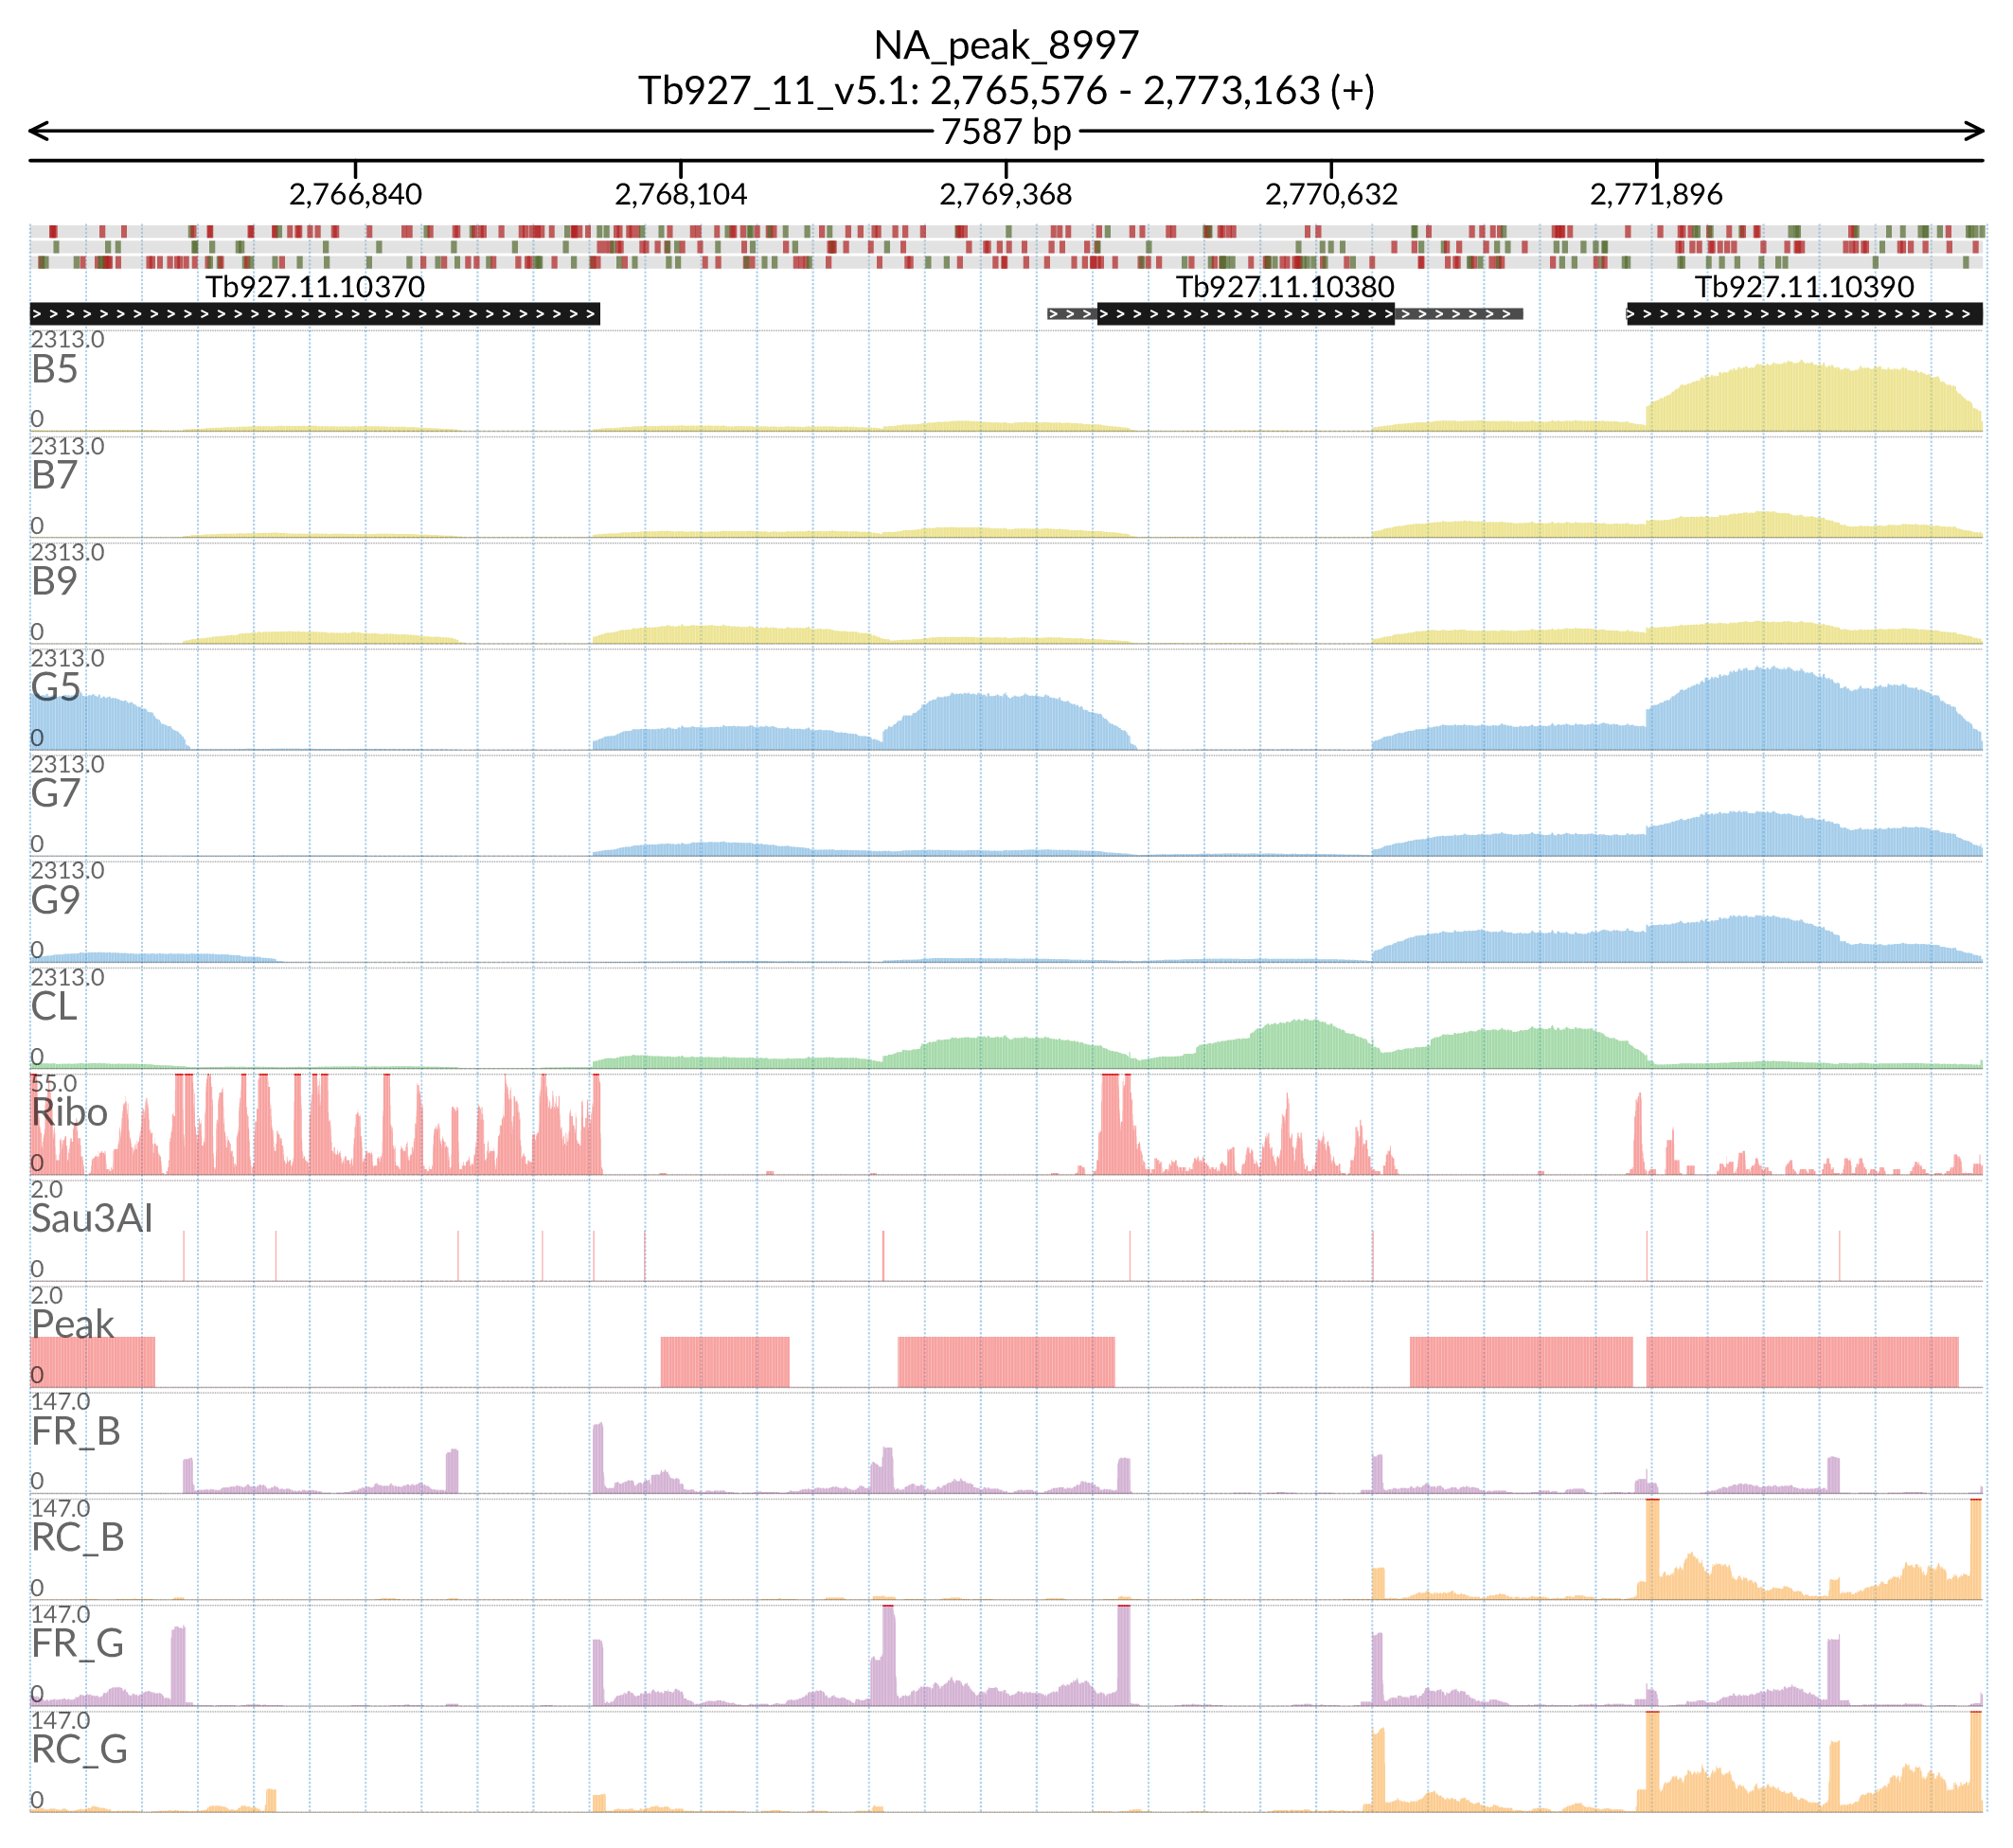 NA_peak_8997
Tb927_11_v5.1: 2,765,576 - 2,773,163 (+)
7587 bp
2,766,840 2,768,104 2,769,368 2,770,632 2,771,896
Tb927.11.10370 Tb927.11.10380 Tb927.11.10390
2313.0
B5
0
2313.0
B7
0
2313.0
B9
0
2313.0
G5
0
2313.0
G7
0
2313.0
G9
0
2313.0
CL
0
55.0
Ribo
0
2.0
Sau3AI
0
2.0
Peak
0
147.0
FR_B
0
147.0
RC_B
0
147.0
FR_G
0
147.0
RC_G
0